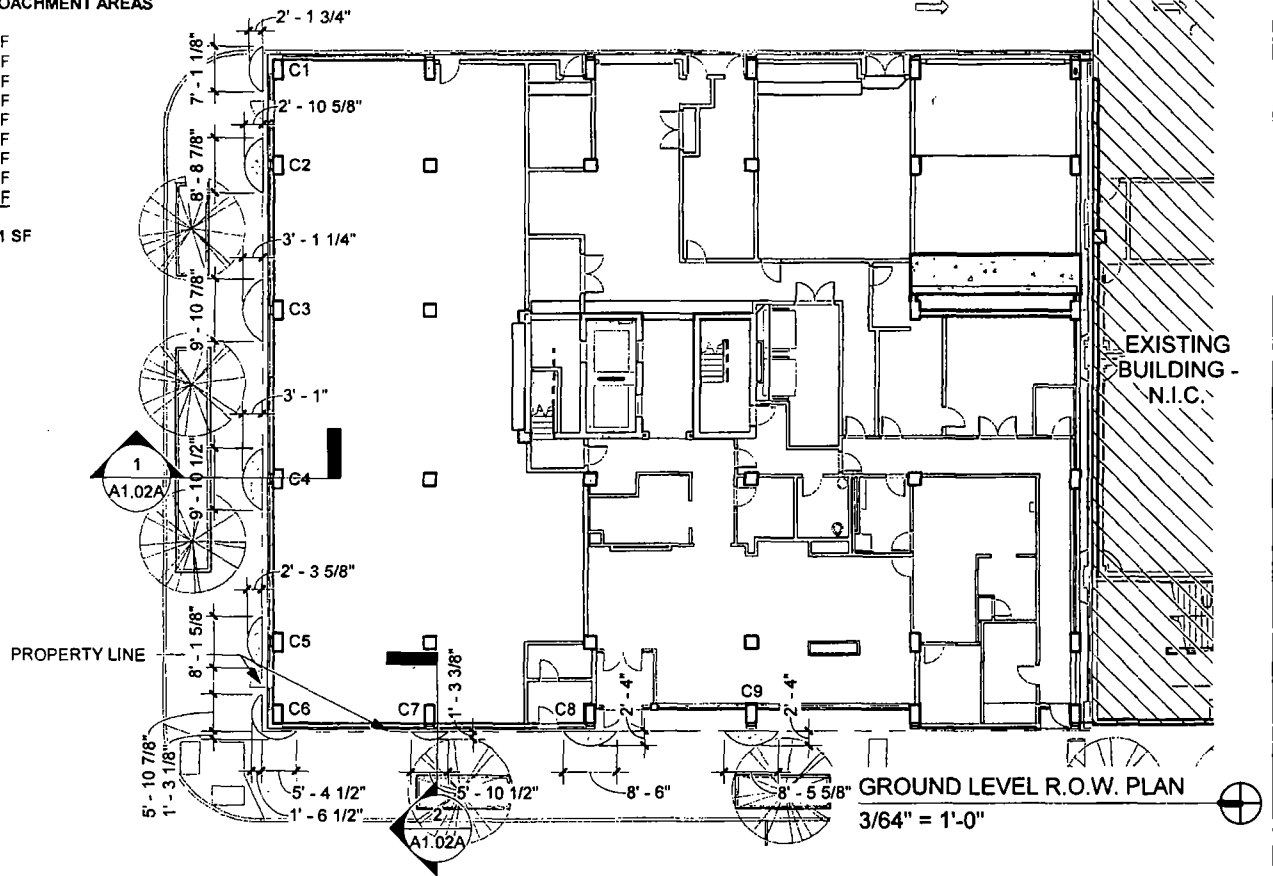 OACHMENT AREAS
F
F
F
F
F
F
F
F
F
SF
2' - 1 3/4"
7' - 1 1/8"
C1
2' - 10 5/8"
8' - 8 7/8"
C2
3' - 1 1/4"
9' - 10 7/8"
C3
3' - 1"
1
A1.02A
9' - 10 1/2"
C4
2' - 3 5/8"
8' - 1 5/8"
C5
PROPERTY LINE
C6
C7
1' - 3 3/8"
C8
2' - 4"
C9
2' - 4"
EXISTING
BUILDING -
N.I.C.
5' - 10 7/8"
1' - 3 1/8"
5' - 4 1/2"
1' - 6 1/2"
5' - 10 1/2"
2
A1.02A
8' - 6"
8' - 5 5/8"
GROUND LEVEL R.O.W. PLAN
3/64" = 1'-0"